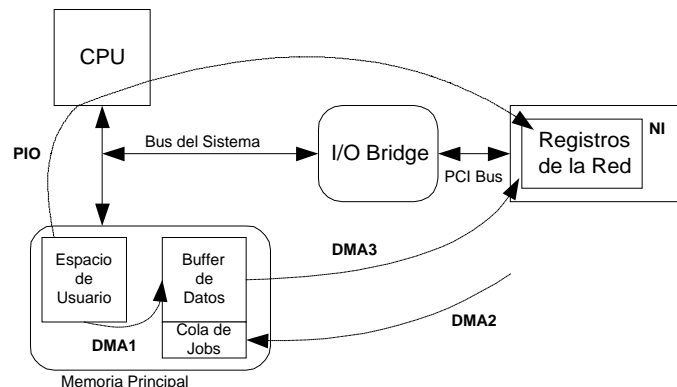 CPU
NI
Registros
de la Red
Bus del Sistema
I/O Bridge
PCI Bus
PIO
Espacio
de
Usuario
Buffer
de
Datos
DMA3
DMA2
Cola de
Jobs
DMA1
Memoria Principal